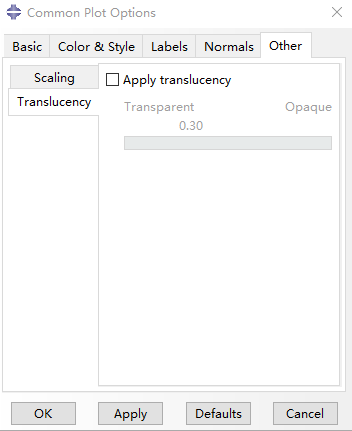 Common Plot Options
Basic Color & Style Labels Normals Other
Scaling
Translucency
Apply translucency
Transparent Opaque
0.30
OK Apply Defaults Cancel